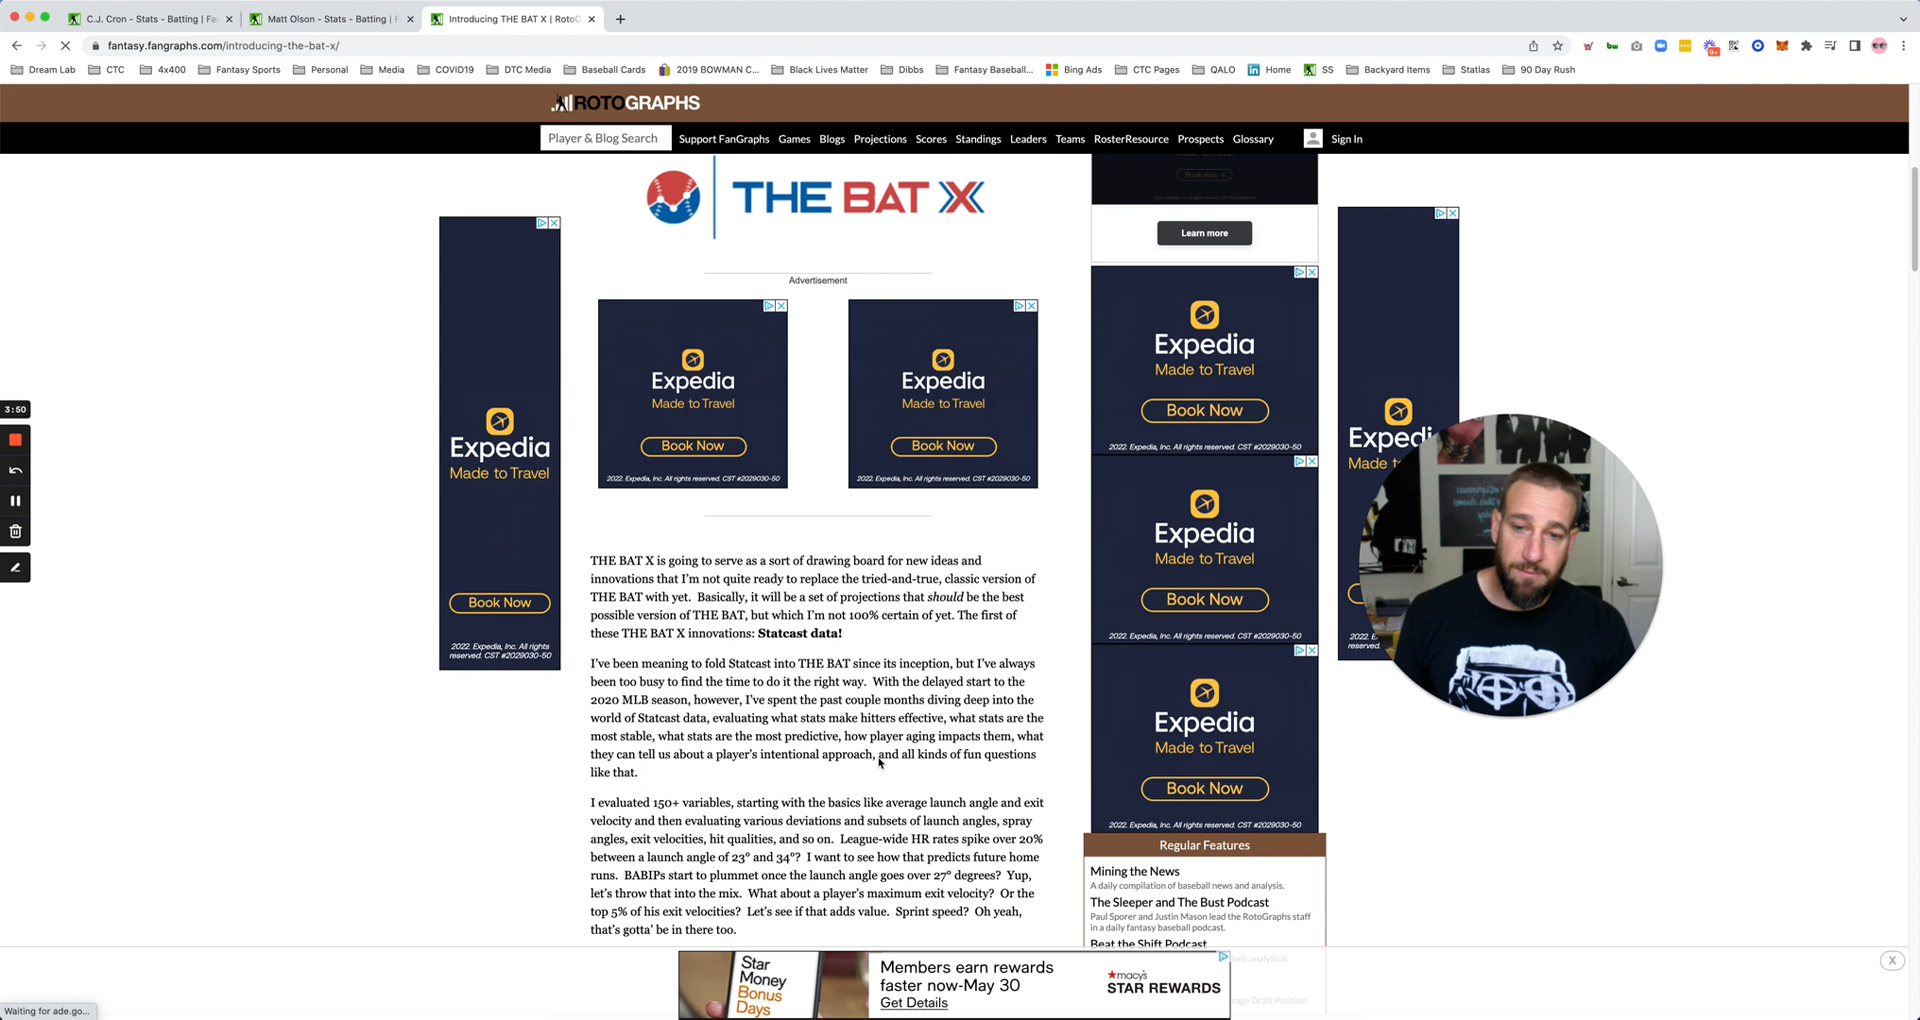 C.J. Cron - Stats - Batting | Fa
Matt Olson - Stats - Batting | F
Introducing THE BAT X | RotoG
fantasy.fangraphs.com/introducing-the-bat-x/
Dream Lab
CTC
4x400
Fantasy Sports
Personal
Media
COVID19
DTC Media
Baseball Cards
2019 BOWMAN C...
Black Lives Matter
Dibbs
Fantasy Baseball...
Bing Ads
CTC Pages
QALO
Home
SS
Backyard Items
Statlas
90 Day Rush
ROTOGRAPHS
Player & Blog Search
Support FanGraphs
Games
Blogs
Projections
Scores
Standings
Leaders
Teams
RosterResource
Prospects
Glossary
Sign In
THE BAT X
Book now →
Learn more
Advertisement
Expedia
Made to Travel
Book Now
2022. Expedia, Inc. All rights
reserved. CST #2029030-50
Expedia
Made to Travel
Book Now
2022. Expedia, Inc. All rights reserved. CST #2029030-50
Expedia
Made to Travel
Book Now
2022. Expedia, Inc. All rights reserved. CST #2029030-50
Expedia
Made to Travel
Book Now
2022. Expedia, Inc. All rights reserved. CST #2029030-50
Expedia
Made to Travel
Book Now
2022. Expedia, Inc. All rights reserved. CST #2029030-50
Expedia
Made to Travel
Book Now
2022. Expedia, Inc. All rights reserved. CST #2029030-50
Expedi
Made to
2022. E
reserved
3:50
THE BAT X is going to serve as a sort of drawing board for new ideas and
innovations that I'm not quite ready to replace the tried-and-true, classic version of
THE BAT with yet. Basically, it will be a set of projections that should be the best
possible version of THE BAT, but which I'm not 100% certain of yet. The first of
these THE BAT X innovations: Statcast data!
I've been meaning to fold Statcast into THE BAT since its inception, but I've always
been too busy to find the time to do it the right way. With the delayed start to the
2020 MLB season, however, I've spent the past couple months diving deep into the
world of Statcast data, evaluating what stats make hitters effective, what stats are the
most stable, what stats are the most predictive, how player aging impacts them, what
they can tell us about a player's intentional approach, and all kinds of fun questions
like that.
I evaluated 150+ variables, starting with the basics like average launch angle and exit
velocity and then evaluating various deviations and subsets of launch angles, spray
angles, exit velocities, hit qualities, and so on. League-wide HR rates spike over 20%
between a launch angle of 23° and 34°? I want to see how that predicts future home
runs. BABIPs start to plummet once the launch angle goes over 27° degrees? Yup,
let's throw that into the mix. What about a player's maximum exit velocity? Or the
top 5% of his exit velocities? Let's see if that adds value. Sprint speed? Oh yeah,
that's gotta' be in there too.
Regular Features
Mining the News
A daily compilation of baseball news and analysis.
The Sleeper and The Bust Podcast
Paul Sporer and Justin Mason lead the RotoGraphs staff
in a daily fantasy baseball podcast.
Beat the Shift Podcast
heir analytical
rage Draft Position
Star
Money
Bonus
Days
Members earn rewards
faster now-May 30
Get Details
macy's
STAR REWARDS
X
Waiting for ade.go...